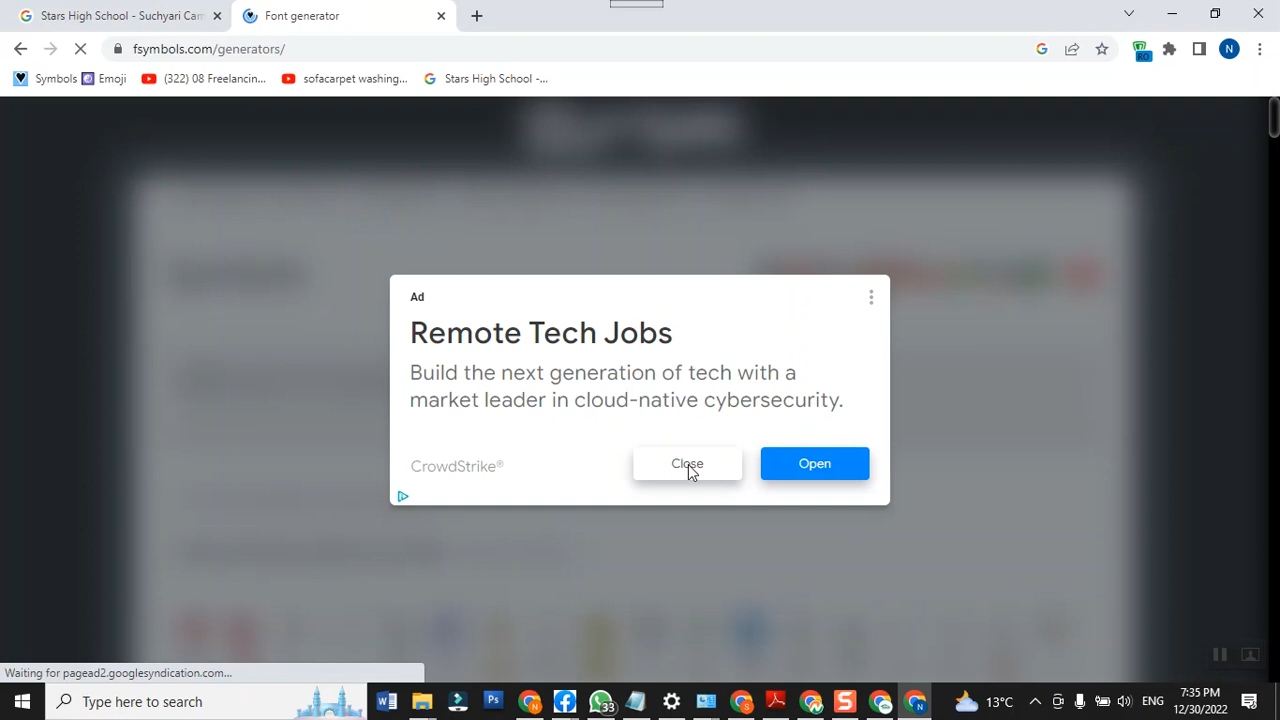 Stars High School - Suchyari Can
Font generator
fsymbols.com/generators/
RO
N
Symbols
Emoji
(322) 08 Freelancin...
sofacarpet washing...
Stars High School -...
Ad
Remote Tech Jobs
Build the next generation of tech with a
market leader in cloud-native cybersecurity.
CrowdStrike®
Close
Open
Waiting for pagead2.googlesyndication.com...
Type here to search
33
13°C
ENG
7:35 PM
12/30/2022